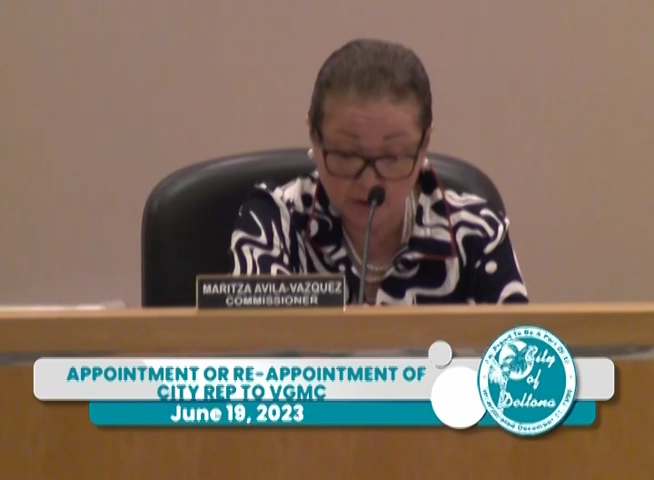 MARITZA AVILA-VAZQUEZ
COMMISSIONER
APPOINTMENT OR RE-APPOINTMENT OF
CITY REP TO VGMC
June 19, 2023
City
of
Deltona